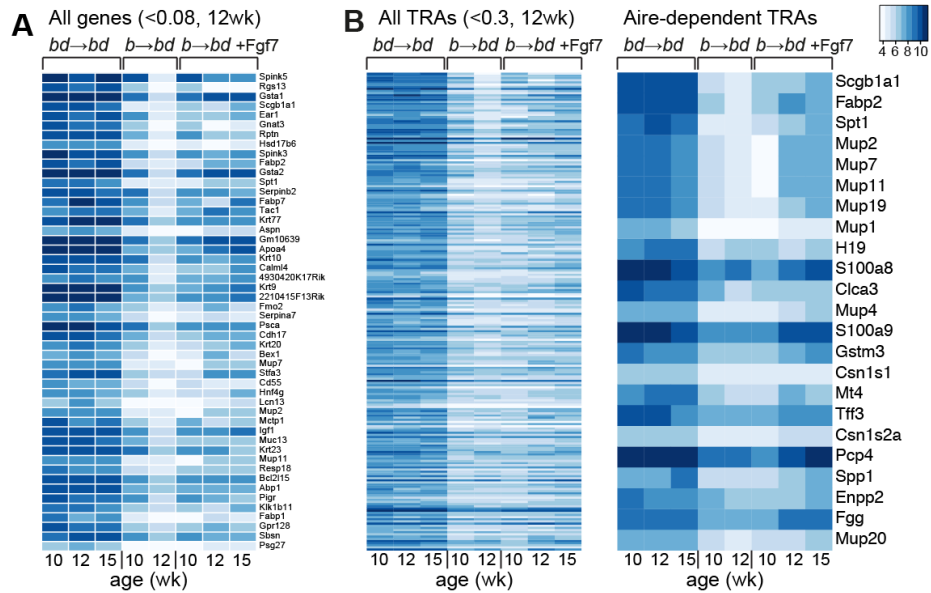 A
All genes (<0.08, 12wk)
bd→bd b→bd b→bd +Fgf7
Spink5
Rgs13
Gsta1
Scgb1a1
Ear1
Gnat3
Rptn
Hsd17b6
Spink3
Fabp2
Gsta2
Spt1
Serpinb2
Fabp7
Tac1
Krt77
Aspn
Gm10639
Apoa4
Krt10
Calml4
4930420K17Rik
Krt9
2210415F13Rik
Fmo2
Serpina7
Psca
Cdh17
Krt20
Bex1
Mup7
Stfa3
Cd55
Hnf4g
Lcn13
Mup2
Mctp1
Igf1
Muc13
Krt23
Mup11
Resp18
Bcl2l15
Abp1
Pigr
Klk1b11
Fabp1
Gpr128
Sbsn
Psg27
10 12 15 10 12 10 12 15
age (wk)
B
All TRAs (<0.3, 12wk)
bd→bd b→bd b→bd +Fgf7
10 12 15 10 12 10 12 15
age (wk)
Aire-dependent TRAs
bd→bd b→bd b→bd +Fgf7
4 6 8 10
Scgb1a1
Fabp2
Spt1
Mup2
Mup7
Mup11
Mup19
Mup1
H19
S100a8
Clca3
Mup4
S100a9
Gstm3
Csn1s1
Mt4
Tff3
Csn1s2a
Pcp4
Spp1
Enpp2
Fgg
Mup20
10 12 15 10 12 10 12 15
age (wk)